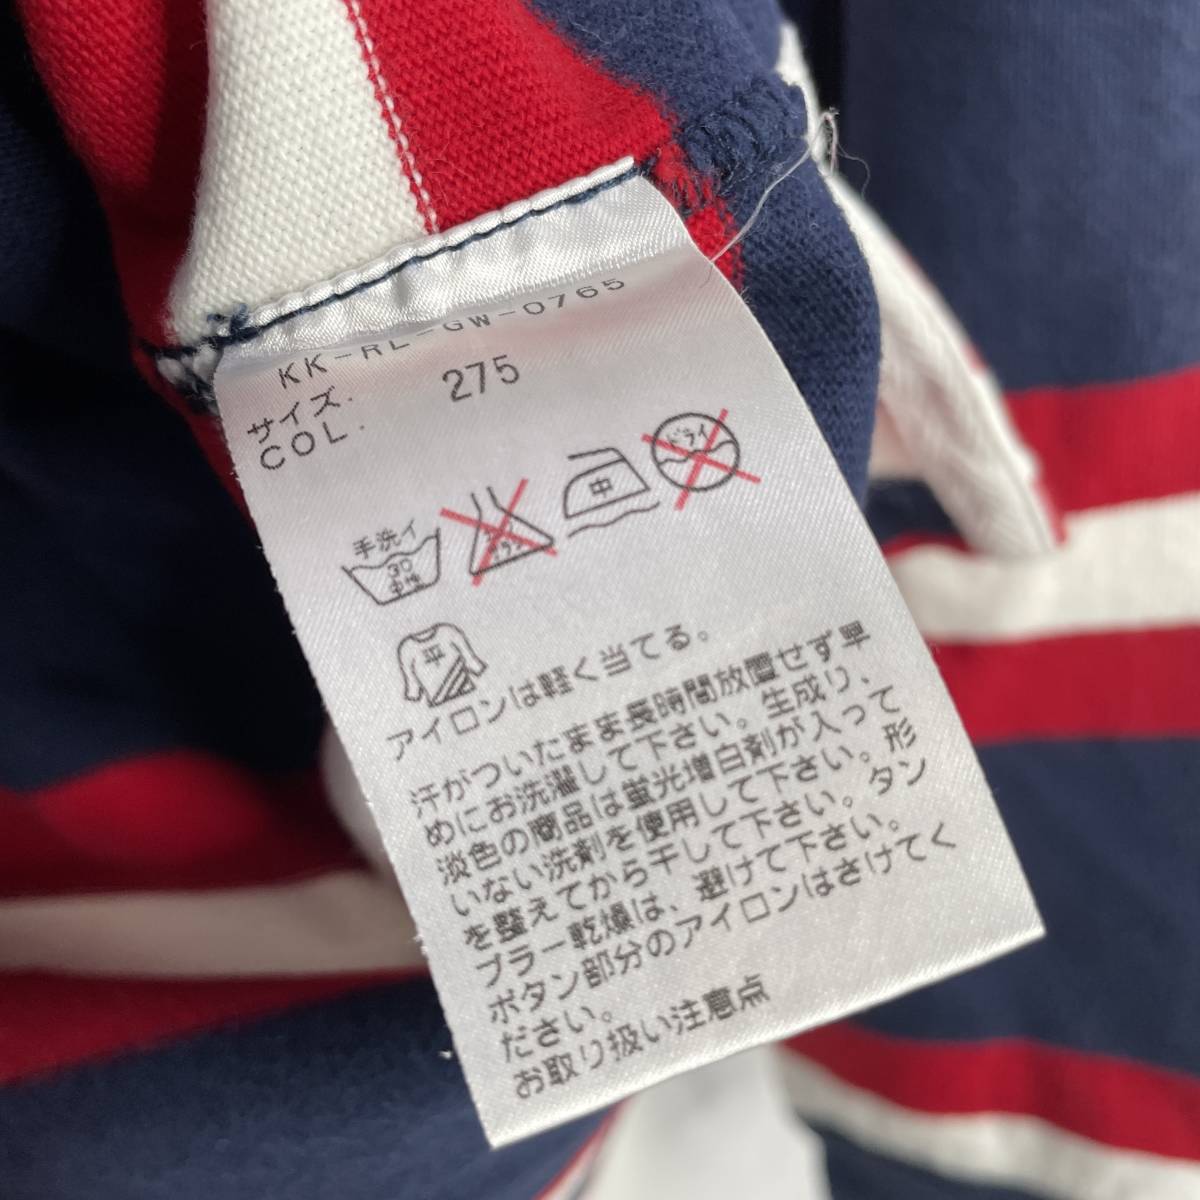 KK-RL-GW-0765
サイズ.
COL. 275
ドライ
中
手洗イ
30
中性
平
アイロンは軽く当てる。
汗がついたまま長時間放置せず早
めにお洗濯して下さい。生成り、
淡色の商品は蛍光増白剤が入って
いない洗剤を使用して下さい。形
を整えてから干して下さい。タン
ブラー乾燥は、避けて下さい。
ボタン部分のアイロンはさけてく
ださい。
お取り扱い注意点